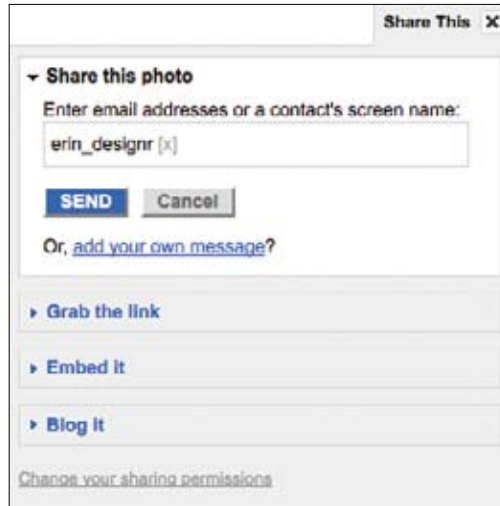 Share This X
Share this photo
Enter email addresses or a contact's screen name:
erin_designr [x]
SEND Cancel
Or, add your own message?
Grab the link
Embed it
Blog it
Change your sharing permissions